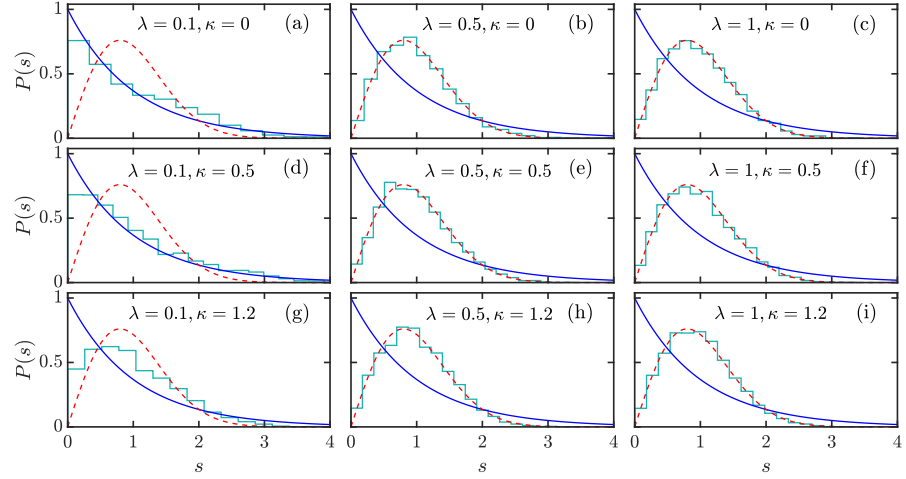 1 λ = 0.1, κ = 0 (a) λ = 0.5, κ = 0 (b) λ = 1, κ = 0 (c)
P(s) 0.5
0
1 λ = 0.1, κ = 0.5 (d) λ = 0.5, κ = 0.5 (e) λ = 1, κ = 0.5 (f)
P(s) 0.5
0
1 λ = 0.1, κ = 1.2 (g) λ = 0.5, κ = 1.2 (h) λ = 1, κ = 1.2 (i)
P(s) 0.5
0
0 1 2 3 4 0 1 2 3 4 0 1 2 3 4
s s s